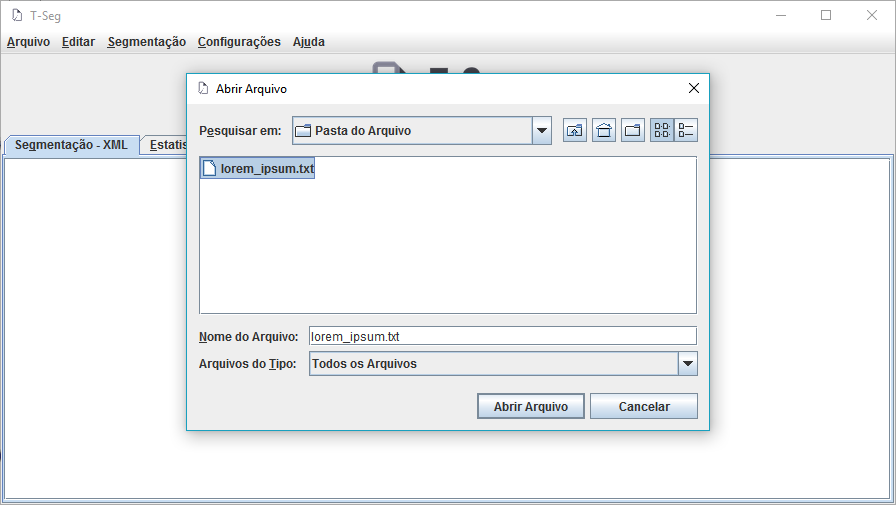 T-Seg
Arquivo Editar Segmentação Configurações Ajuda
Abrir Arquivo
Pesquisar em: Pasta do Arquivo
Segmentação - XML Estatis
lorem_ipsum.txt
Nome do Arquivo: lorem_ipsum.txt
Arquivos do Tipo: Todos os Arquivos
Abrir Arquivo Cancelar